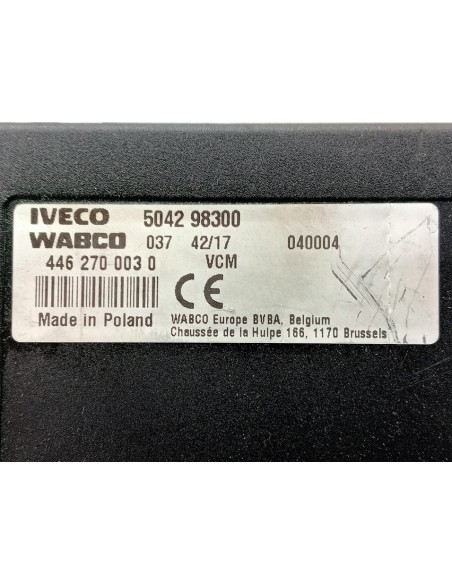 IVECO 5042 98300
WABCO 037 42/17 040004
446 270 003 0 VCM
CE
Made in Poland
WABCO Europe BVBA, Belgium
Chaussée de la Hulpe 166, 1170 Brussels